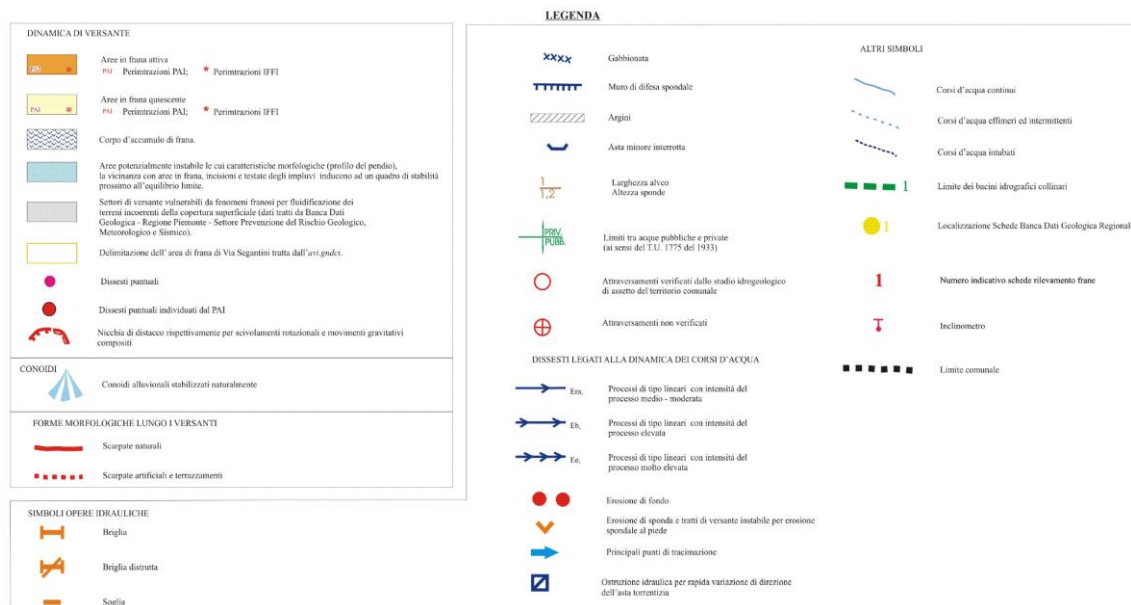 LEGENDA
DINAMICA DI VERSANTE
Aree in frana attiva
PAI Perimtrazioni PAI; * Perimtrazioni IFFI
PAI *
Aree in frana quiescente
PAI Perimtrazioni PAI; * Perimtrazioni IFFI
Corpo d'accumulo di frana.
Aree potenzialmente instabile le cui caratteristiche morfologiche (profilo del pendio),
la vicinanza con aree in frana, incisioni e testate degli impluvi inducono ad un quadro di stabilità
prossimo all'equilibrio limite.
Settori di versante vulnerabili da fenomeni franosi per fluidificazione dei
terreni incoerenti della copertura superficiale (dati tratti da Banca Dati
Geologica - Regione Piemonte - Settore Prevenzione del Rischio Geologico,
Meteorologico e Sismico).
Delimitazione dell' area di frana di Via Segantini tratta dall'avi.gndci.
Dissesti puntuali
Dissesti puntuali individuati dal PAI
Nicchia di distacco rispettivamente per scivolamenti rotazionali e movimenti gravitativi
compositi
CONOIDI
Conoidi alluvionali stabilizzati naturalmente
FORME MORFOLOGICHE LUNGO I VERSANTI
Scarpate naturali
Scarpate artificiali e terrazzamenti
SIMBOLI OPERE IDRAULICHE
Briglia
Briglia distrutta
Soglia
xxxx Gabbionata
Muro di difesa spondale
Argini
Asta minore interrotta
1
1,2
Larghezza alveo
Altezza sponde
PRIV.
PUBB.
Limiti tra acque pubbliche e private
(ai sensi del T.U. 1775 del 1933)
Attraversamenti verificati dallo studio idrogeologico
di assetto del territorio comunale
Attraversamenti non verificati
DISSESTI LEGATI ALLA DINAMICA DEI CORSI D'ACQUA
Em, Processi di tipo lineari con intensità del
processo medio - moderata
Eb, Processi di tipo lineari con intensità del
processo elevata
Ee, Processi di tipo lineari con intensità del
processo molto elevata
Erosione di fondo
Erosione di sponda e tratti di versante instabile per erosione
spondale al piede
Principali punti di tracimazione
Ostruzione idraulica per rapida variazione di direzione
dell'asta torrentizia
ALTRI SIMBOLI
Corsi d'acqua continui
Corsi d'acqua effimeri ed intermittenti
Corsi d'acqua intubati
1 Limite dei bacini idrografici collinari
1 Localizzazione Schede Banca Dati Geologica Regionale
1 Numero indicativo schede rilevamento frane
Inclinometro
Limite comunale